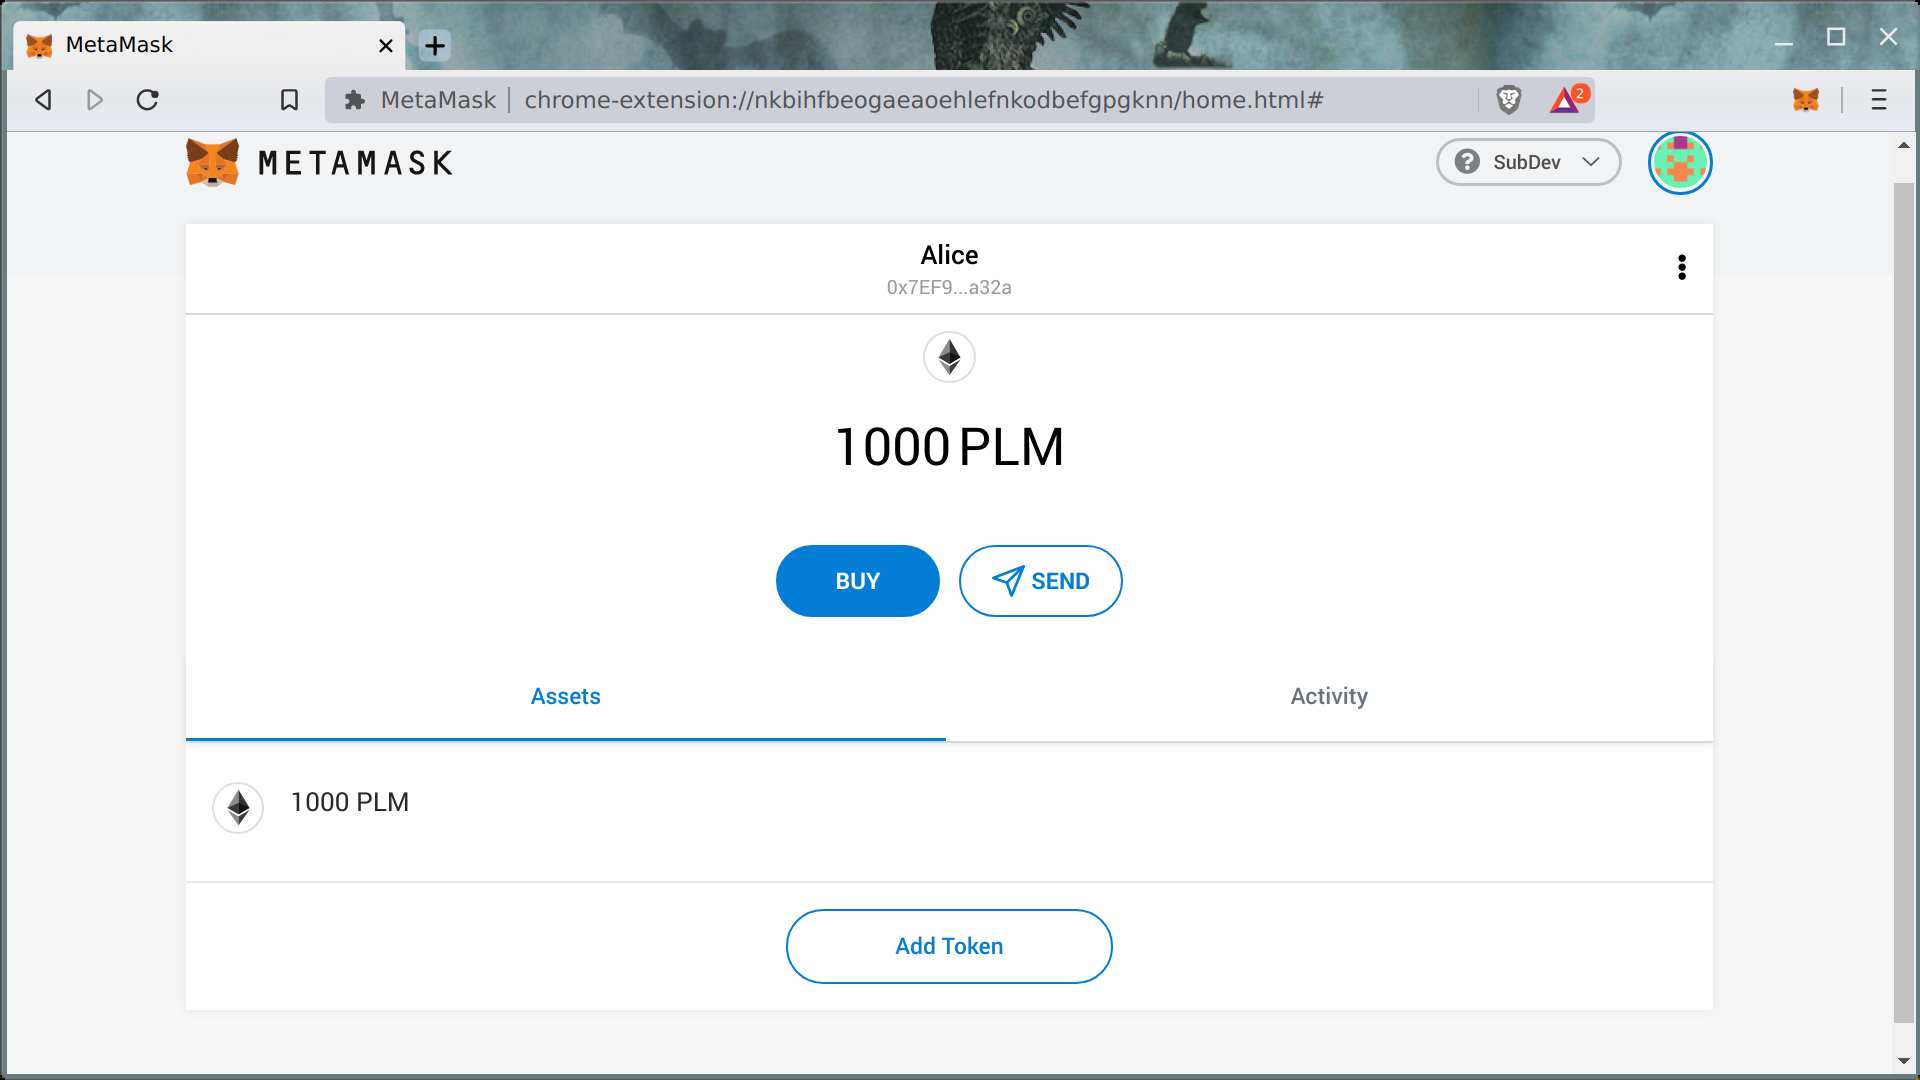 MetaMask
MetaMask | chrome-extension://nkbihfbeogaeaoehlefnkodbefgpgknn/home.html#
2
METAMASK
? SubDev
Alice
0x7EF9...a32a
1000 PLM
BUY
SEND
Assets
Activity
1000 PLM
Add Token